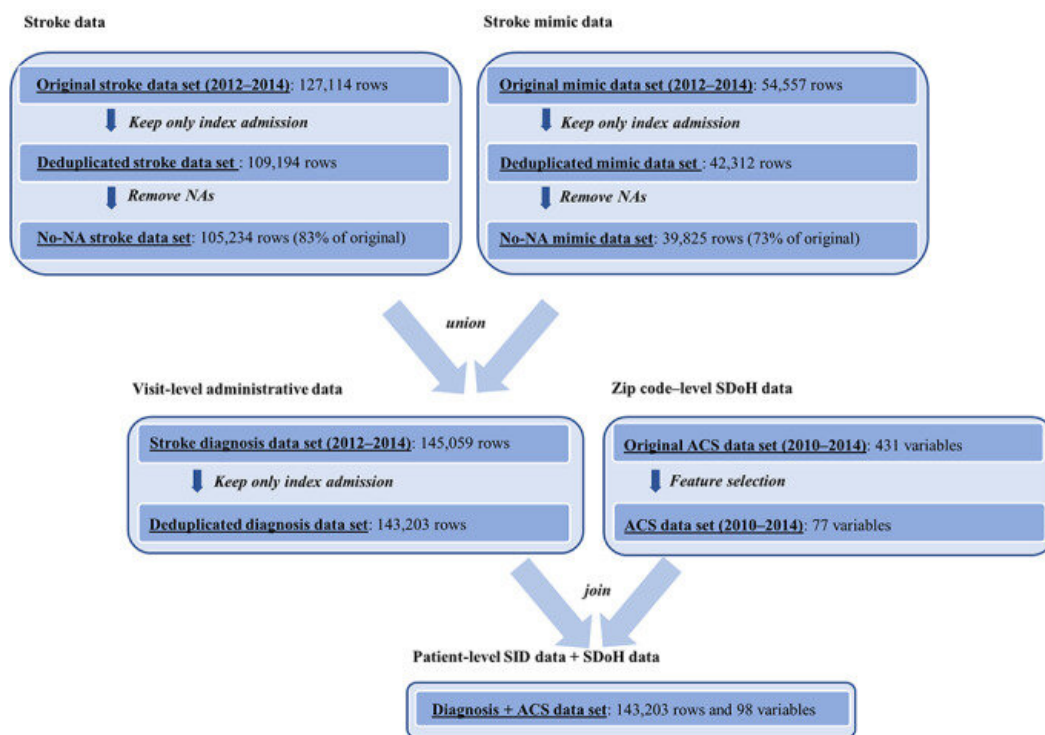 Stroke data
Original stroke data set (2012–2014): 127,114 rows
Keep only index admission
Deduplicated stroke data set : 109,194 rows
Remove NAs
No-NA stroke data set: 105,234 rows (83% of original)
Stroke mimic data
Original mimic data set (2012–2014): 54,557 rows
Keep only index admission
Deduplicated mimic data set : 42,312 rows
Remove NAs
No-NA mimic data set: 39,825 rows (73% of original)
union
Visit-level administrative data
Stroke diagnosis data set (2012–2014): 145,059 rows
Keep only index admission
Deduplicated diagnosis data set: 143,203 rows
Zip code–level SDoH data
Original ACS data set (2010–2014): 431 variables
Feature selection
ACS data set (2010–2014): 77 variables
join
Patient-level SID data + SDoH data
Diagnosis + ACS data set: 143,203 rows and 98 variables